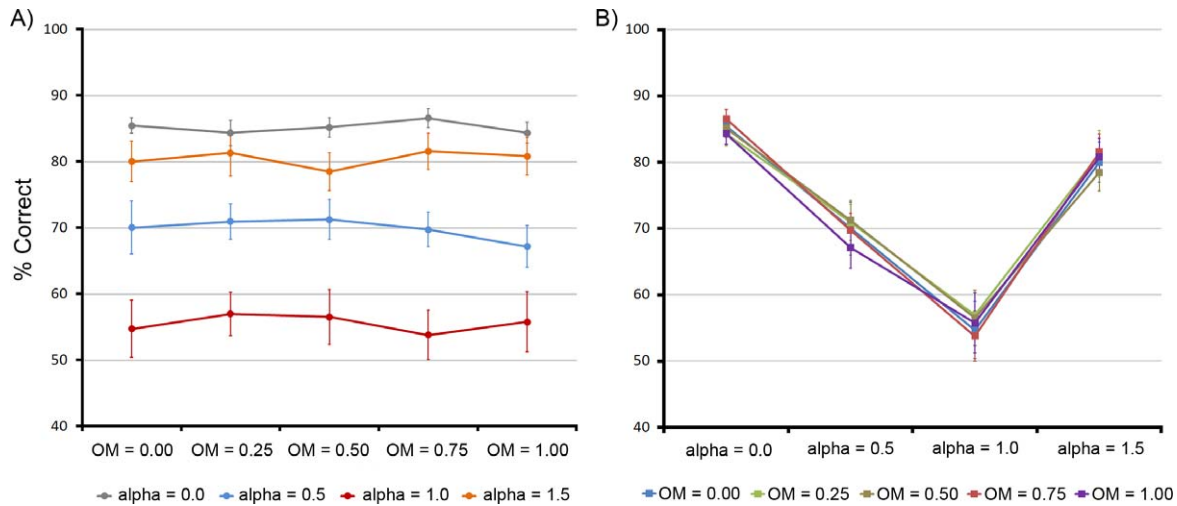 A)
100
90
80
70
60
50
40
% Correct
OM = 0.00 OM = 0.25 OM = 0.50 OM = 0.75 OM = 1.00
alpha = 0.0 alpha = 0.5 alpha = 1.0 alpha = 1.5
B)
100
90
80
70
60
50
40
alpha = 0.0 alpha = 0.5 alpha = 1.0 alpha = 1.5
OM = 0.00 OM = 0.25 OM = 0.50 OM = 0.75 OM = 1.00